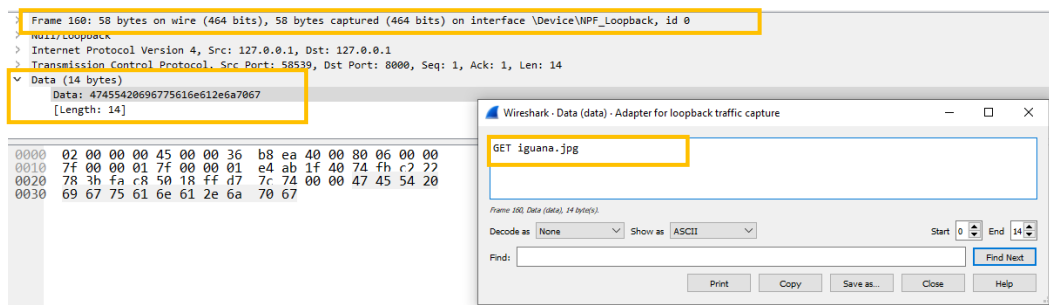 Frame 160: 58 bytes on wire (464 bits), 58 bytes captured (464 bits) on interface \Device\NPF_Loopback, id 0
Null/Loopback
Internet Protocol Version 4, Src: 127.0.0.1, Dst: 127.0.0.1
Transmission Control Protocol, Src Port: 58539, Dst Port: 8000, Seq: 1, Ack: 1, Len: 14
Data (14 bytes)
Data: 47455420696775616e612e6a7067
[Length: 14]
0000 02 00 00 00 45 00 00 36 b8 ea 40 00 80 06 00 00
0010 7f 00 00 01 7f 00 00 01 e4 ab 1f 40 74 fb c2 22
0020 78 3b fa c8 50 18 ff d7 7c 74 00 00 47 45 54 20
0030 69 67 75 61 6e 61 2e 6a 70 67
Wireshark · Data (data) · Adapter for loopback traffic capture
GET iguana.jpg
Frame 160, Data (data), 14 byte(s).
Decode as None Show as ASCII Start 0 End 14
Find: Find Next
Print Copy Save as... Close Help